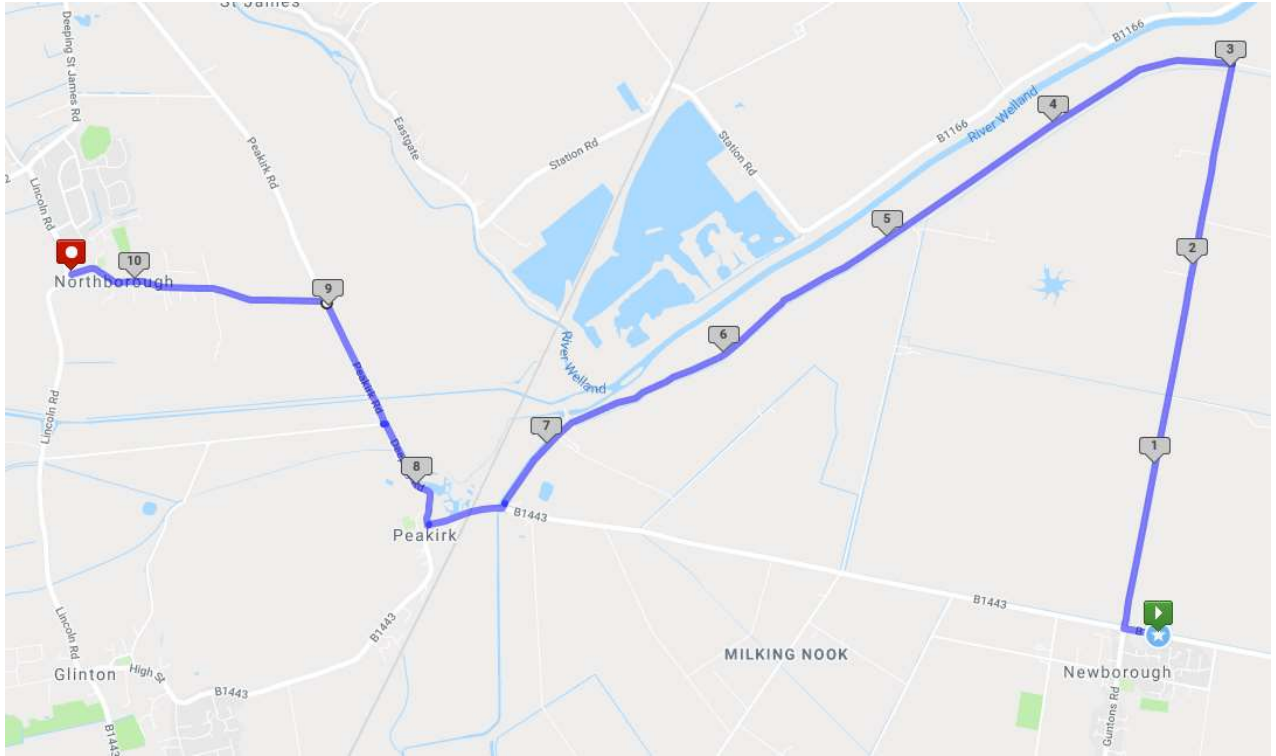 St James
Deeping St James Rd
B1166
3
Peakirk Rd
Eastgate
Station Rd
Station Rd
B1166
River Welland
4
2
Lincoln Rd
5
2
10
Northborough
9
6
River Welland
Peakirk Rd
Lincoln Rd
7
1
8
B1443
Peakirk
B1443
B1443
Lincoln Rd
MILKING NOOK
Newborough
Glinton
High St
B1443
Guntons Rd
B1443